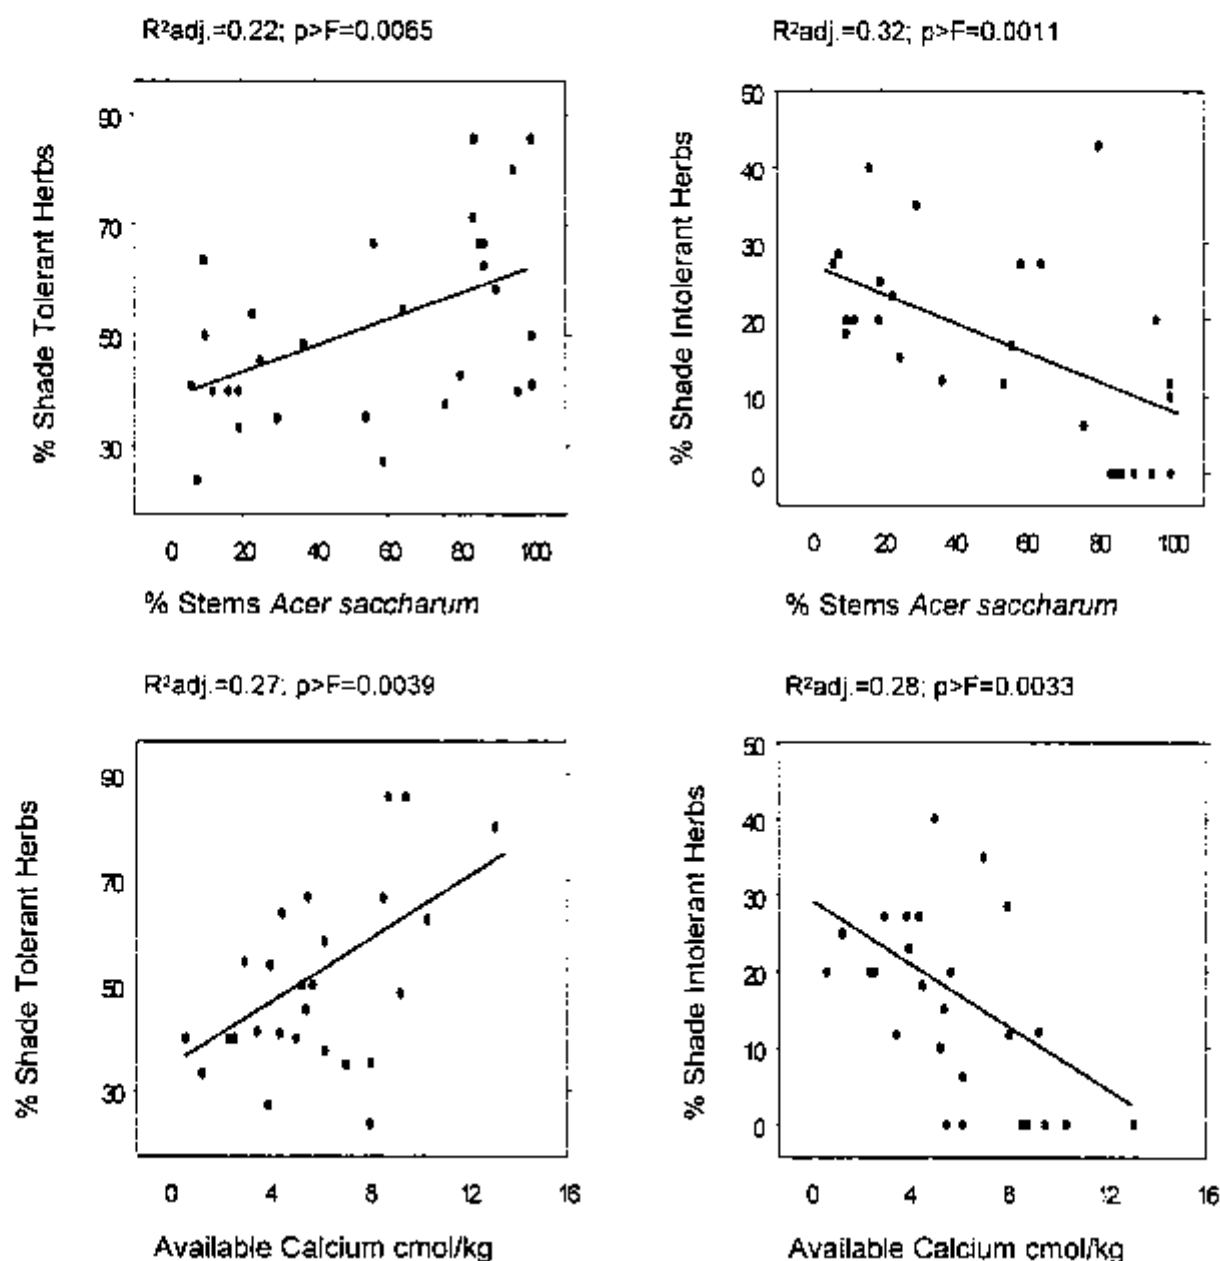 R²adj.=0.22; p>F=0.0065
R²adj.=0.32; p>F=0.0011
% Shade Tolerant Herbs
90
70
50
30
0 20 40 60 80 100
% Stems Acer saccharum
% Shade Intolerant Herbs
50
40
30
20
10
0
0 20 40 60 80 100
% Stems Acer saccharum
R²adj.=0.27; p>F=0.0039
R²adj.=0.28; p>F=0.0033
% Shade Tolerant Herbs
90
70
50
30
0 4 8 12 16
Available Calcium cmol/kg
% Shade Intolerant Herbs
50
40
30
20
10
0
0 4 8 12 16
Available Calcium cmol/kg